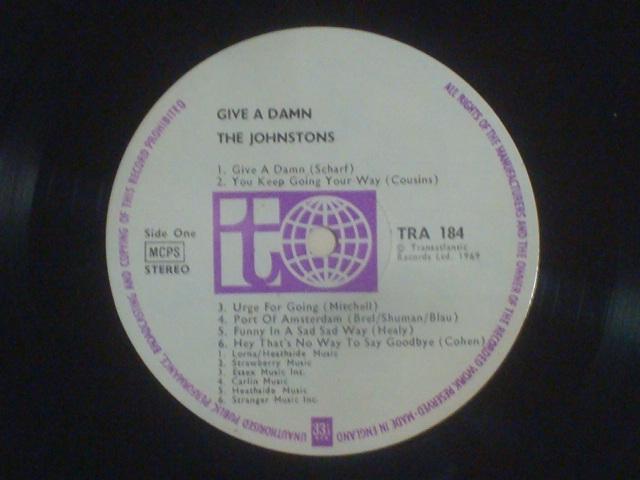 GIVE A DAMN
THE JOHNSTONS
1. Give A Damn (Scharf)
2. You Keep Going Your Way (Cousins)
t
Side One
MCPS
STEREO
TRA 184
© Transatlantic
Records Ltd. 1969
3. Urge For Going (Mitchell)
4. Port Of Amsterdam (Brel/Shuman/Blau)
5. Funny In A Sad Sad Way (Healy)
6. Hey That's No Way To Say Goodbye (Cohen)
1. Lorna/Heathside Music
2. Strawberry Music
3. Essex Music Inc.
4. Carlin Music
5. Heathside Music
6. Stranger Music Inc.
33⅓
ALL RIGHTS OF THE MANUFACTURERS AND THE OWNER OF THE RECORDED WORK RESERVED-MADE IN ENGLAND
UNAUTHORISED PUBLIC PERFORMANCE, BROADCASTING AND COPYING OF THIS RECORD PROHIBITED